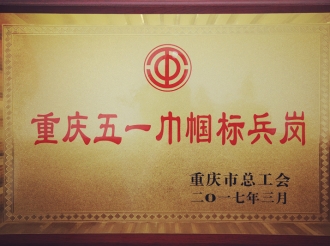 重庆五一巾帼标兵岗
重庆市总工会
二〇一七年三月